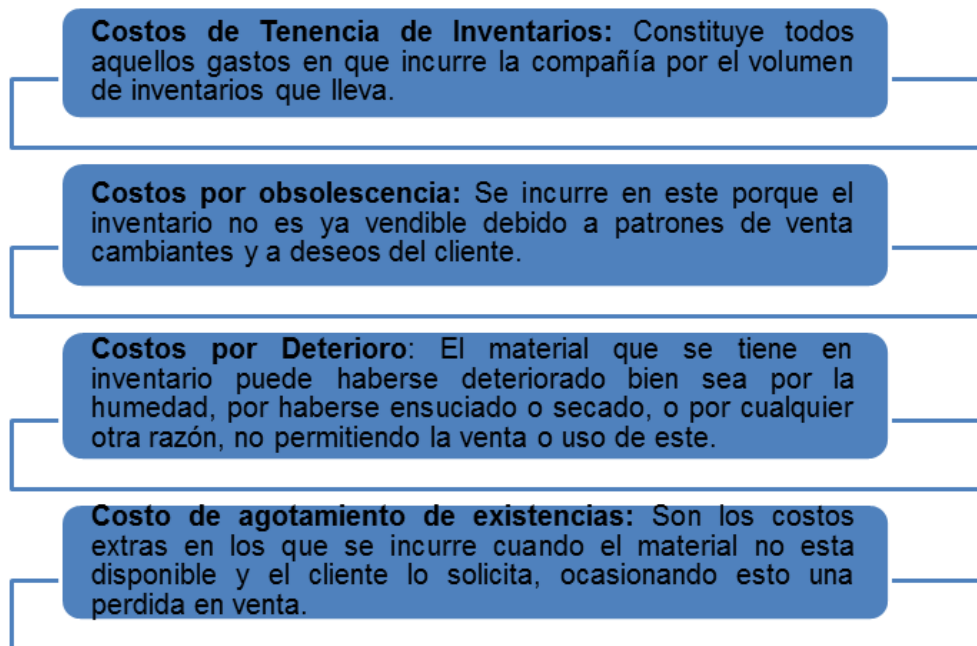 Costos de Tenencia de Inventarios: Constituye todos
aquellos gastos en que incurre la compañía por el volumen
de inventarios que lleva.
Costos por obsolescencia: Se incurre en este porque el
inventario no es ya vendible debido a patrones de venta
cambiantes y a deseos del cliente.
Costos por Deterioro: El material que se tiene en
inventario puede haberse deteriorado bien sea por la
humedad, por haberse ensuciado o secado, o por cualquier
otra razón, no permitiendo la venta o uso de este.
Costo de agotamiento de existencias: Son los costos
extras en los que se incurre cuando el material no esta
disponible y el cliente lo solicita, ocasionando esto una
perdida en venta.